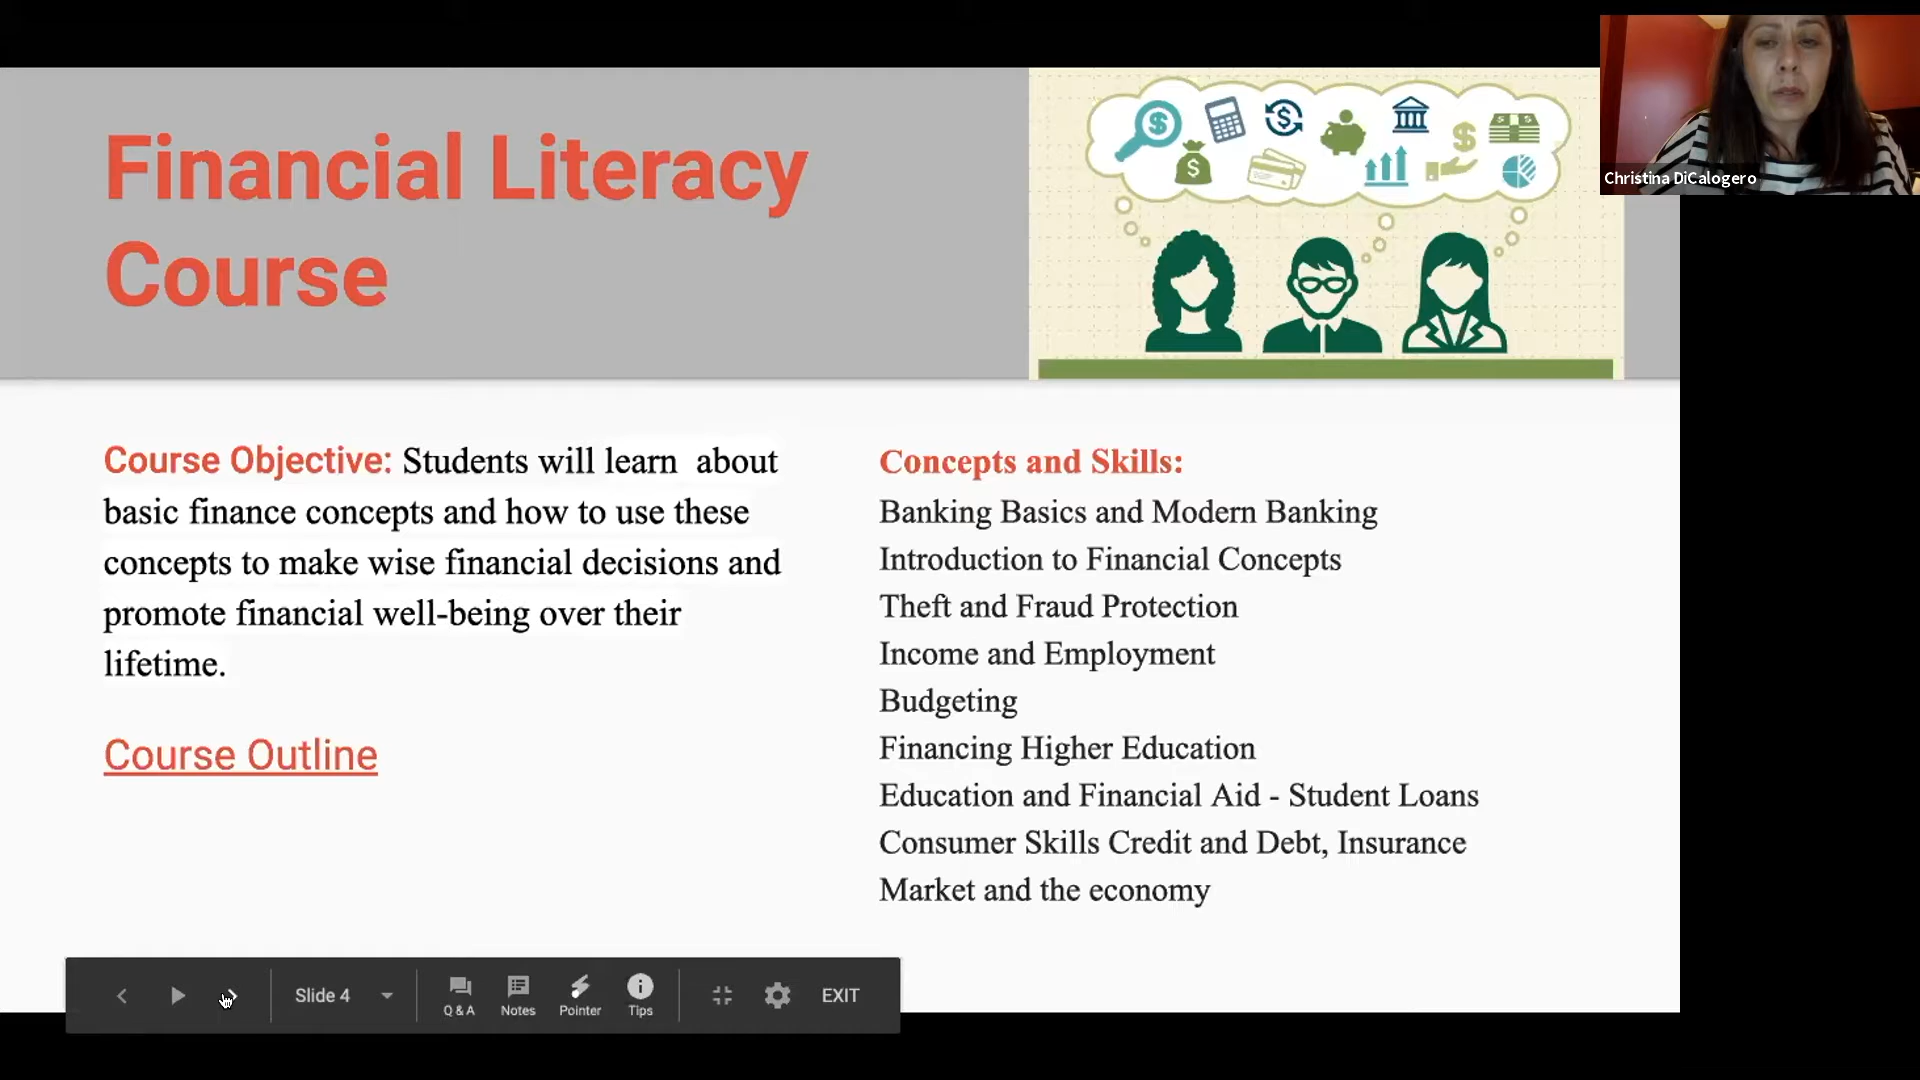 Financial Literacy
Course
Christina DiCalogero
Course Objective: Students will learn  about
basic finance concepts and how to use these
concepts to make wise financial decisions and
promote financial well-being over their
lifetime.
Course Outline
Concepts and Skills:
Banking Basics and Modern Banking
Introduction to Financial Concepts
Theft and Fraud Protection
Income and Employment
Budgeting
Financing Higher Education
Education and Financial Aid - Student Loans
Consumer Skills Credit and Debt, Insurance
Market and the economy
Slide 4
Q & A
Notes
Pointer
Tips
EXIT